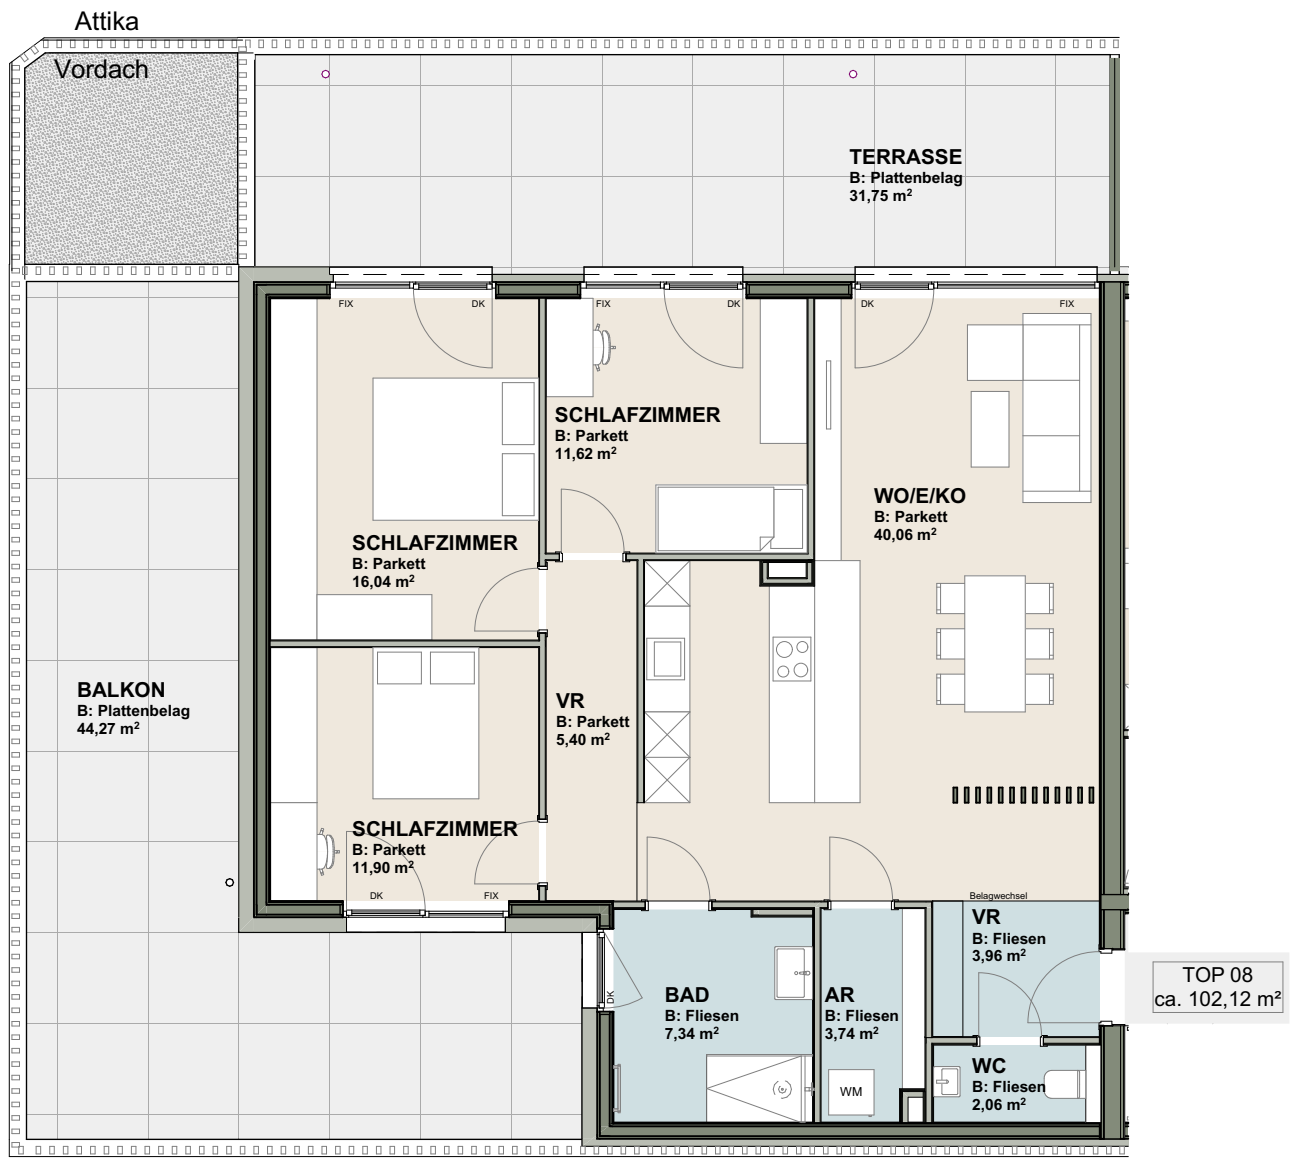 Attika
Vordach
TERRASSE
B: Plattenbelag
31,75 m²
FIX
DK
FIX
DK
DK
FIX
SCHLAFZIMMER
B: Parkett
11,62 m²
WO/E/KO
B: Parkett
40,06 m²
SCHLAFZIMMER
B: Parkett
16,04 m²
BALKON
B: Plattenbelag
44,27 m²
VR
B: Parkett
5,40 m²
SCHLAFZIMMER
B: Parkett
11,90 m²
DK
FIX
Belagwechsel
VR
B: Fliesen
3,96 m²
TOP 08
ca. 102,12 m²
DK
BAD
B: Fliesen
7,34 m²
AR
B: Fliesen
3,74 m²
WC
B: Fliesen
2,06 m²
WM